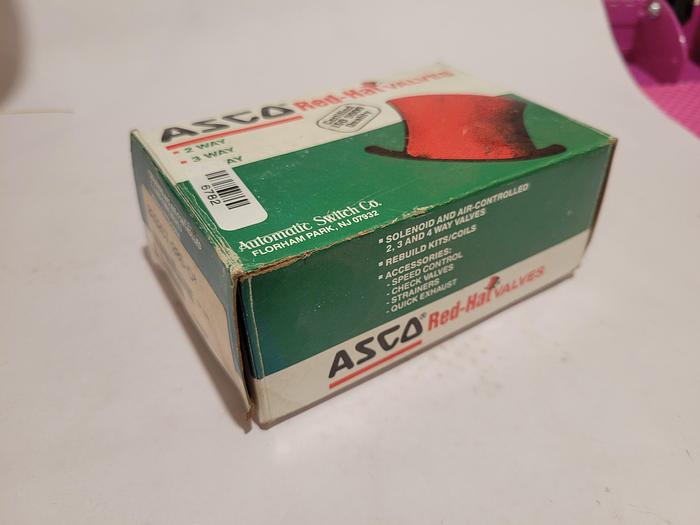 ASCO® Red-Hat VALVES
▪ 2 WAY
▪ 3 WAY
AY
6782
Automatic Switch Co.
FLORHAM PARK, NJ 07932
▪ SOLENOID AND AIR-CONTROLLED
2, 3 AND 4 WAY VALVES
▪ REBUILD KITS/COILS
▪ ACCESSORIES:
- SPEED CONTROL
- CHECK VALVES
- STRAINERS
- QUICK EXHAUST
ASCO® Red-Hat VALVES